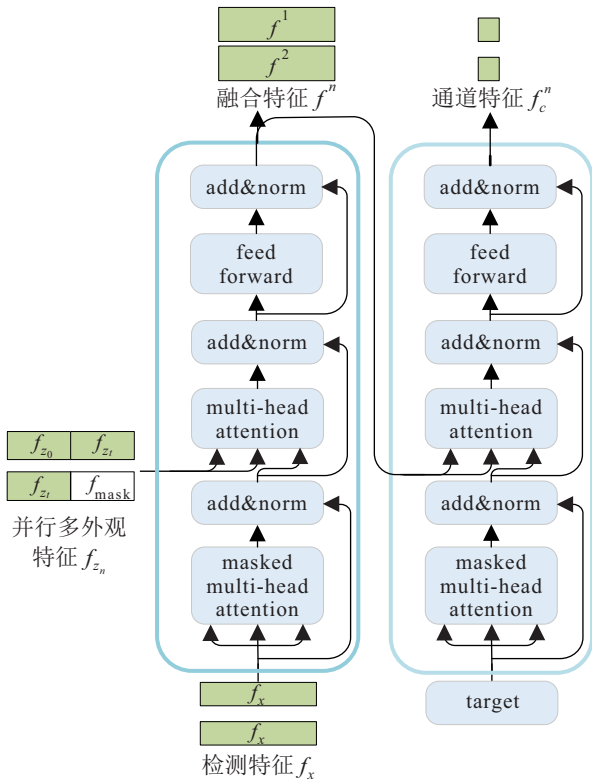 f^1
f^2
融合特征 f^n
通道特征 f_c^n
add&norm
feed
forward
add&norm
multi-head
attention
add&norm
masked
multi-head
attention
add&norm
feed
forward
add&norm
multi-head
attention
add&norm
masked
multi-head
attention
target
f_{z_0} f_{z_t}
f_{z_t} f_{mask}
并行多外观
特征 f_{z_n}
f_x
f_x
检测特征 f_x